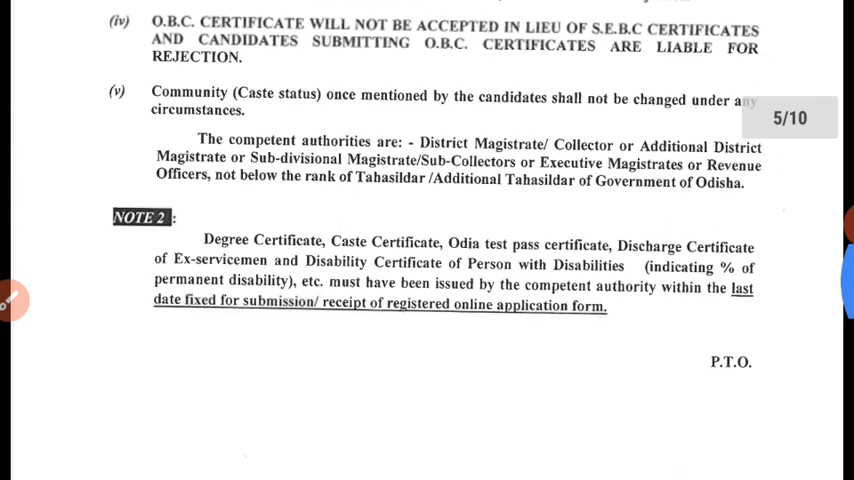 (iv) O.B.C. CERTIFICATE WILL NOT BE ACCEPTED IN LIEU OF S.E.B.C CERTIFICATES
AND CANDIDATES SUBMITTING O.B.C. CERTIFICATES ARE LIABLE FOR
REJECTION.
(v) Community (Caste status) once mentioned by the candidates shall not be changed under any
circumstances.
5/10
The competent authorities are: - District Magistrate/ Collector or Additional District
Magistrate or Sub-divisional Magistrate/Sub-Collectors or Executive Magistrates or Revenue
Officers, not below the rank of Tahasildar /Additional Tahasildar of Government of Odisha.
NOTE 2 :
Degree Certificate, Caste Certificate, Odia test pass certificate, Discharge Certificate
of Ex-servicemen and Disability Certificate of Person with Disabilities (indicating % of
permanent disability), etc. must have been issued by the competent authority within the last
date fixed for submission/ receipt of registered online application form.
P.T.O.